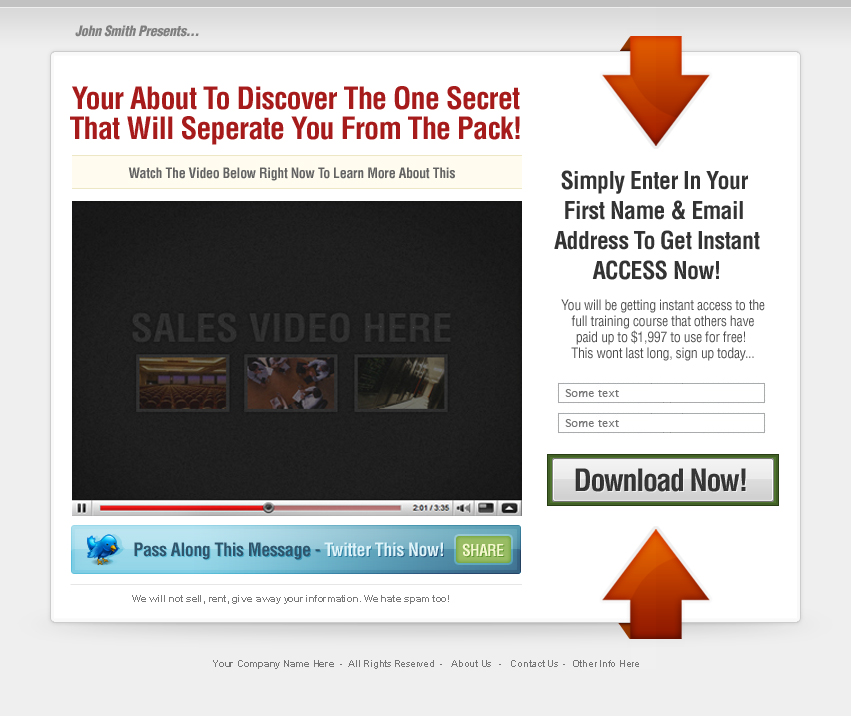 John Smith Presents...
Your About To Discover The One Secret
That Will Seperate You From The Pack!
Watch The Video Below Right Now To Learn More About This
SALES VIDEO HERE
2:01 / 3:35
Pass Along This Message - Twitter This Now! SHARE
We will not sell, rent, give away your information. We hate spam too!
Simply Enter In Your
First Name & Email
Address To Get Instant
ACCESS Now!
You will be getting instant access to the
full training course that others have
paid up to $1,997 to use for free!
This wont last long, sign up today...
Some text
Some text
Download Now!
Your Company Name Here - All Rights Reserved - About Us - Contact Us - Other Info Here